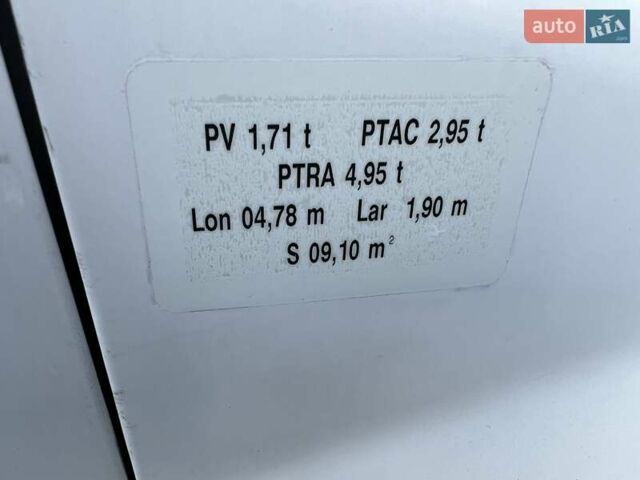 auto RIA
PV 1,71 t PTAC 2,95 t
PTRA 4,95 t
Lon 04,78 m Lar 1,90 m
S 09,10 m²